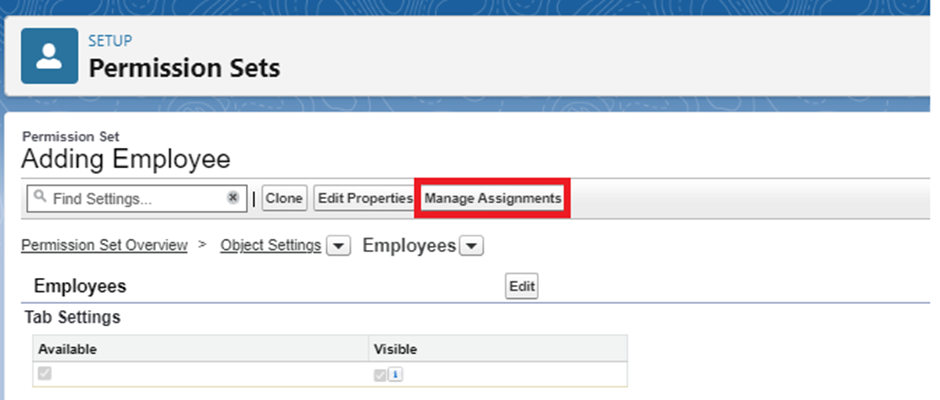 SETUP
Permission Sets
Permission Set
Adding Employee
Find Settings... | Clone Edit Properties Manage Assignments
Permission Set Overview > Object Settings Employees
Employees Edit
Tab Settings
Available Visible
i